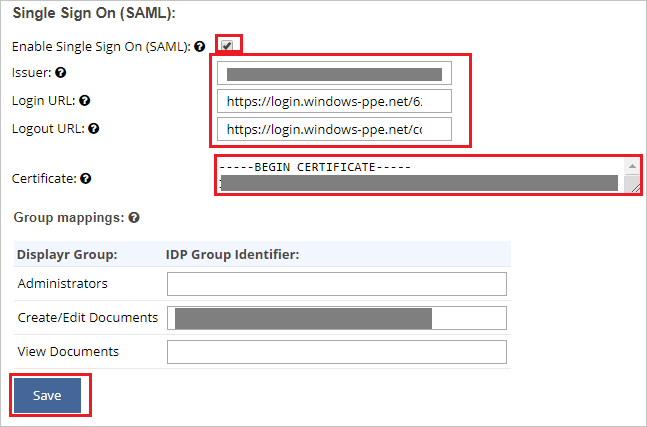 Single Sign On (SAML):
Enable Single Sign On (SAML):
Issuer:
Login URL: https://login.windows-ppe.net/62
Logout URL: https://login.windows-ppe.net/co
-----BEGIN CERTIFICATE-----
Certificate:
Group mappings:
Displayr Group: IDP Group Identifier:
Administrators
Create/Edit Documents
View Documents
Save